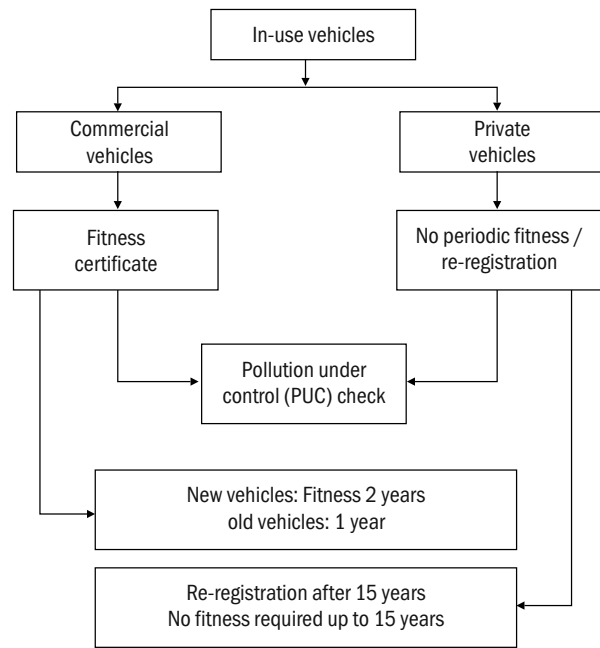 In-use vehicles
Commercial
vehicles
Private
vehicles
Fitness
certificate
No periodic fitness /
re-registration
Pollution under
control (PUC) check
New vehicles: Fitness 2 years
old vehicles: 1 year
Re-registration after 15 years
No fitness required up to 15 years